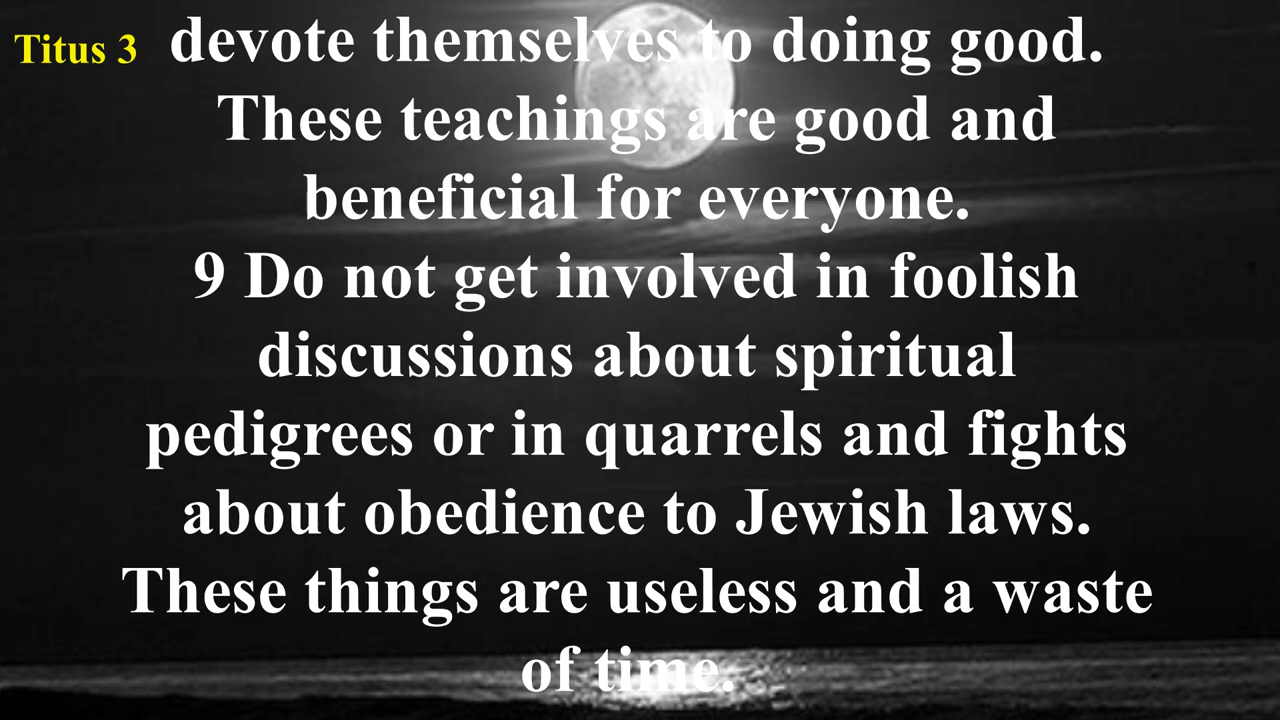 Titus 3
devote themselves to doing good.
These teachings are good and
beneficial for everyone.
9 Do not get involved in foolish
discussions about spiritual
pedigrees or in quarrels and fights
about obedience to Jewish laws.
These things are useless and a waste
of time.